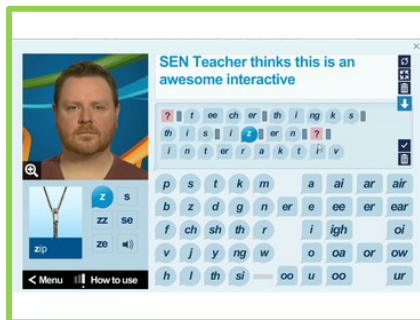 SEN Teacher thinks this is an
awesome interactive
? t ee ch er th i ng k s
th i s i z er n ?
i n t er r a k t i v
z s
zz se
ze
zip
< Menu How to use
p s t k m a ai ar air
b z d g n er e ee er ear
f ch sh th r i igh oi
v j y ng w o oa or ow
h l th si oo u oo ur